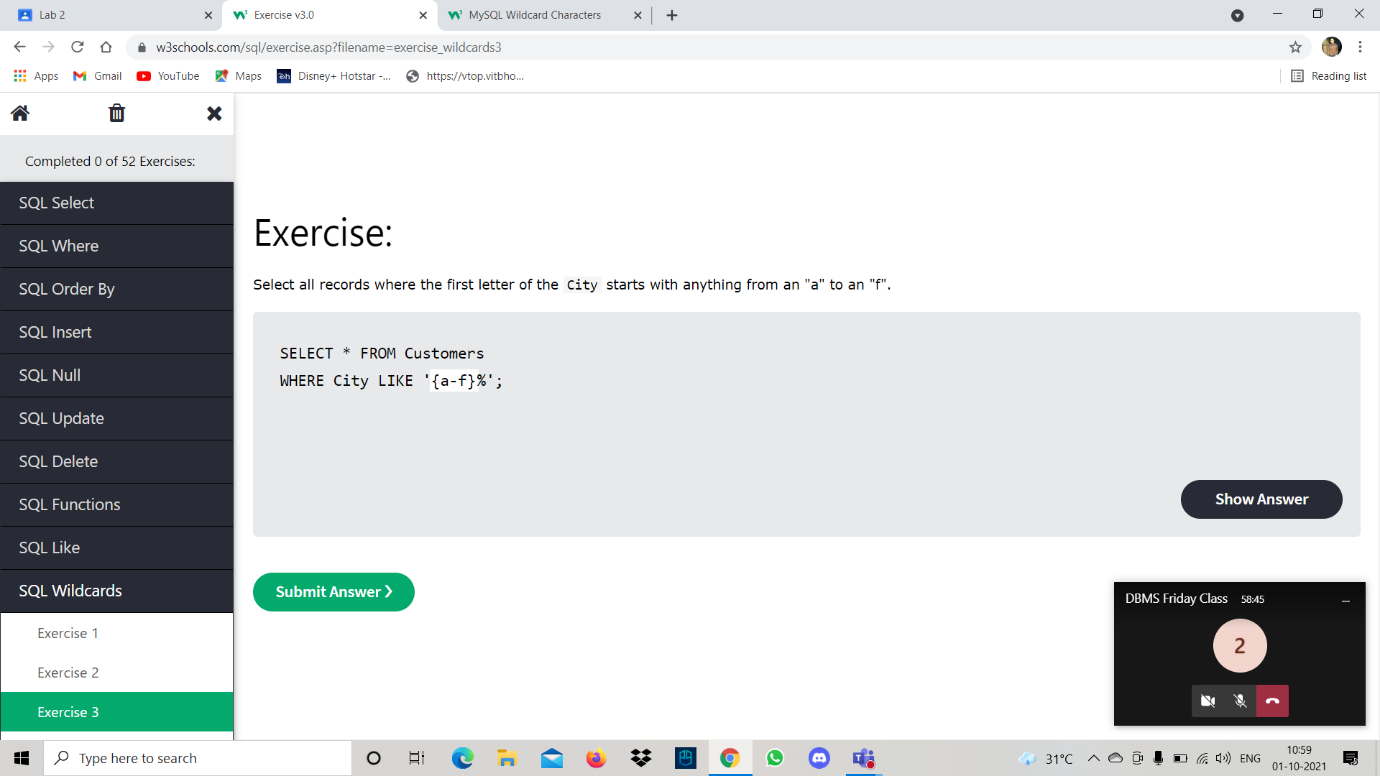 Lab 2
Exercise v3.0
MySQL Wildcard Characters
w3schools.com/sql/exercise.asp?filename=exercise_wildcards3
Apps
Gmail
YouTube
Maps
Disney+ Hotstar -...
https://vtop.vitbho...
Reading list
Completed 0 of 52 Exercises:
SQL Select
SQL Where
SQL Order By
SQL Insert
SQL Null
SQL Update
SQL Delete
SQL Functions
SQL Like
SQL Wildcards
Exercise 1
Exercise 2
Exercise 3
Exercise:
Select all records where the first letter of the City starts with anything from an "a" to an "f".
SELECT * FROM Customers
WHERE City LIKE '{a-f}%';
Show Answer
Submit Answer ❯
DBMS Friday Class 58:45
2
Type here to search
31°C
ENG
10:59
01-10-2021